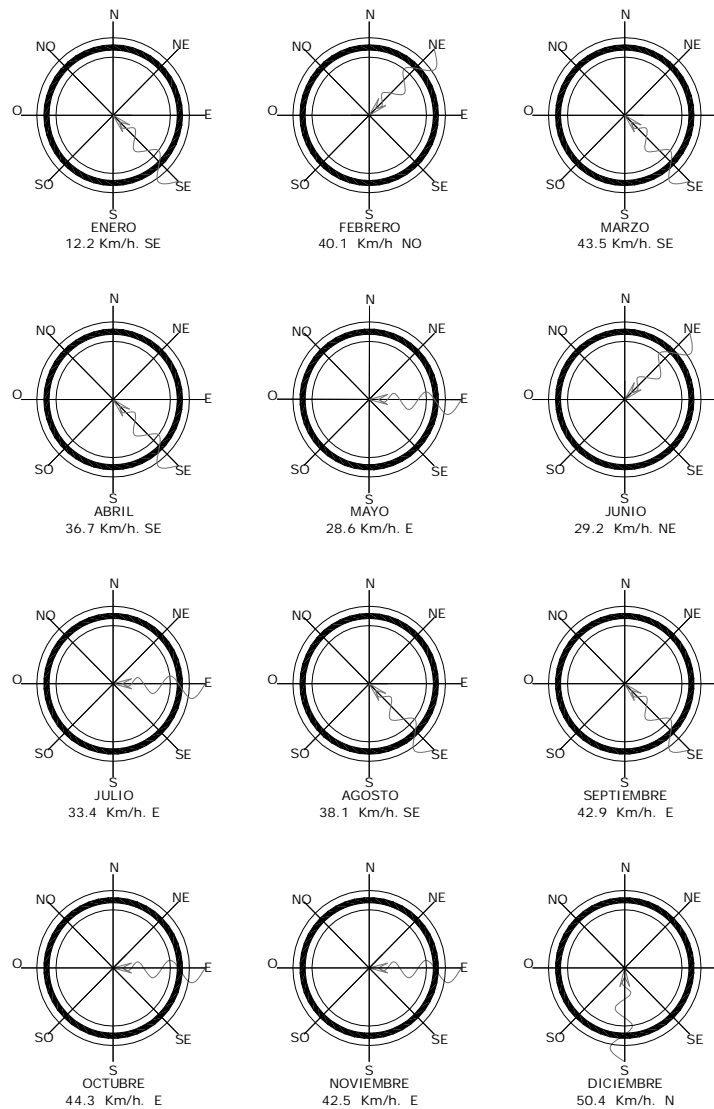 N
NO NE
O E
SO SE
S
ENERO
12.2 Km/h. SE
N
NO NE
O E
SO SE
S
FEBRERO
40.1 Km/h NO
N
NO NE
O
SO SE
S
MARZO
43.5 Km/h. SE
N
NO NE
O E
SO SE
S
ABRIL
36.7 Km/h. SE
N
NO NE
O E
SO SE
S
MAYO
28.6 Km/h. E
N
NO NE
O
SO SE
S
JUNIO
29.2 Km/h. NE
N
NO NE
O E
SO SE
S
JULIO
33.4 Km/h. E
N
NO NE
O E
SO SE
S
AGOSTO
38.1 Km/h. SE
N
NO NE
O
SO SE
S
SEPTIEMBRE
42.9 Km/h. E
N
NO NE
O E
SO SE
S
OCTUBRE
44.3 Km/h. E
N
NO NE
O E
SO SE
S
NOVIEMBRE
42.5 Km/h. E
N
NO NE
O
SO SE
S
DICIEMBRE
50.4 Km/h. N